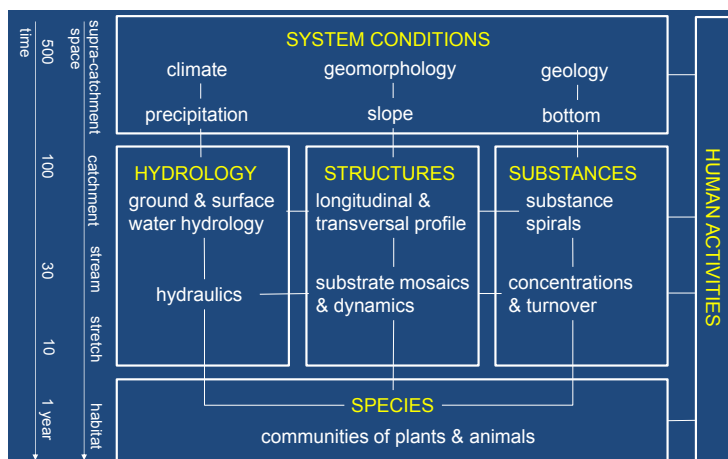 time
500
100
30
10
1 year
space
supra-catchment
catchment
stream
stretch
habitat
SYSTEM CONDITIONS
climate
geomorphology
geology
precipitation
slope
bottom
HYDROLOGY
ground & surface
water hydrology
hydraulics
STRUCTURES
longitudinal &
transversal profile
substrate mosaics
& dynamics
SUBSTANCES
substance
spirals
concentrations
& turnover
SPECIES
communities of plants & animals
HUMAN ACTIVITIES